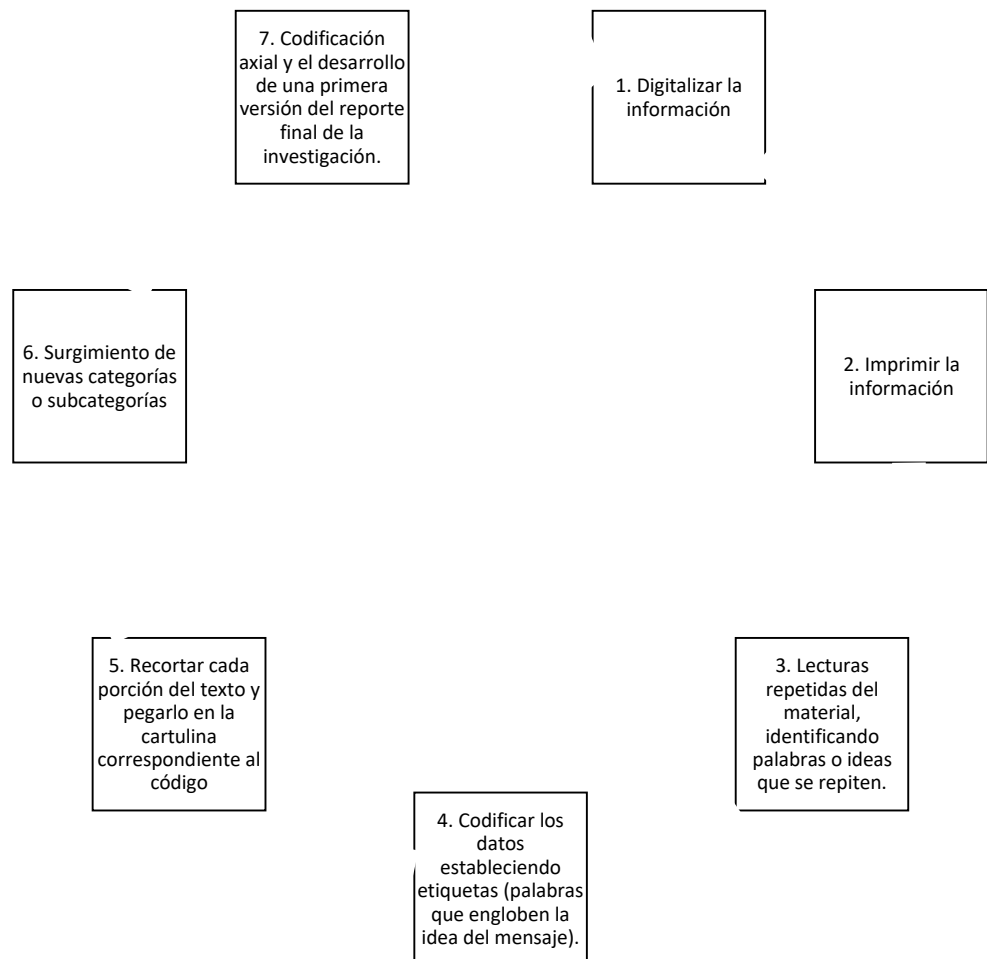 1. Digitalizar la
información
2. Imprimir la
información
3. Lecturas
repetidas del
material,
identificando
palabras o ideas
que se repiten.
4. Codificar los
datos
estableciendo
etiquetas (palabras
que engloben la
idea del mensaje).
5. Recortar cada
porción del texto y
pegarlo en la
cartulina
correspondiente al
código
6. Surgimiento de
nuevas categorías
o subcategorías
7. Codificación
axial y el desarrollo
de una primera
versión del reporte
final de la
investigación.